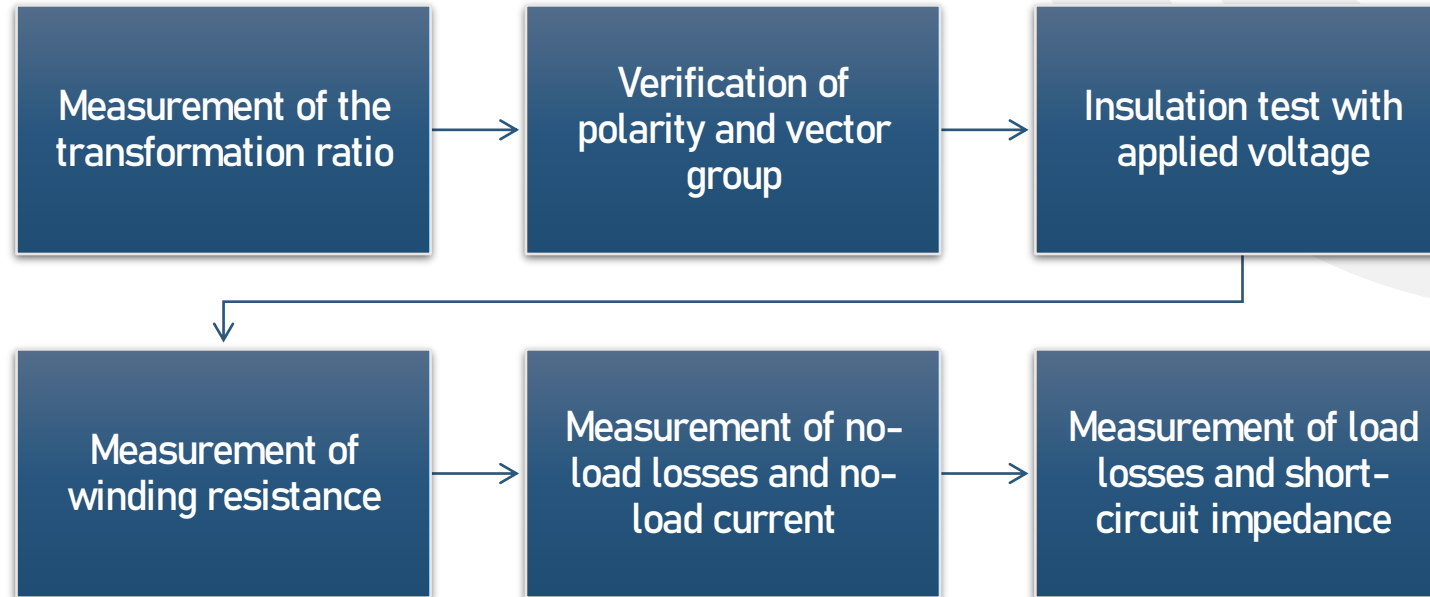 Measurement of the
transformation ratio
Verification of
polarity and vector
group
Insulation test with
applied voltage
Measurement of
winding resistance
Measurement of no-
load losses and no-
load current
Measurement of load
losses and short-
circuit impedance